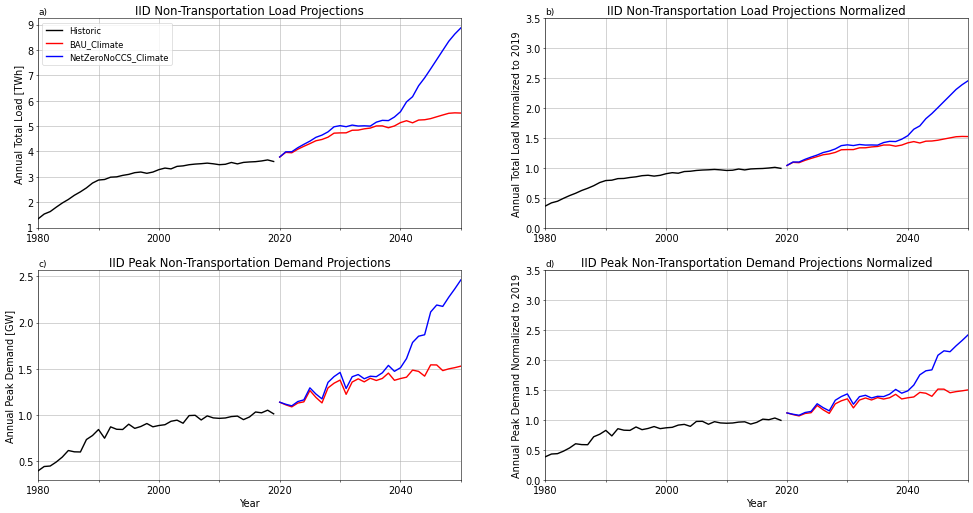 a)
IID Non-Transportation Load Projections
Annual Total Load [TWh]
9
8
7
6
5
4
3
2
1
Historic
BAU_Climate
NetZeroNoCCS_Climate
1980
2000
2020
2040
b)
IID Non-Transportation Load Projections Normalized
Annual Total Load Normalized to 2019
3.5
3.0
2.5
2.0
1.5
1.0
0.5
0.0
1980
2000
2020
2040
c)
IID Peak Non-Transportation Demand Projections
Annual Peak Demand [GW]
2.5
2.0
1.5
1.0
0.5
1980
2000
2020
2040
Year
d)
IID Peak Non-Transportation Demand Projections Normalized
Annual Peak Demand Normalized to 2019
3.5
3.0
2.5
2.0
1.5
1.0
0.5
0.0
1980
2000
2020
2040
Year